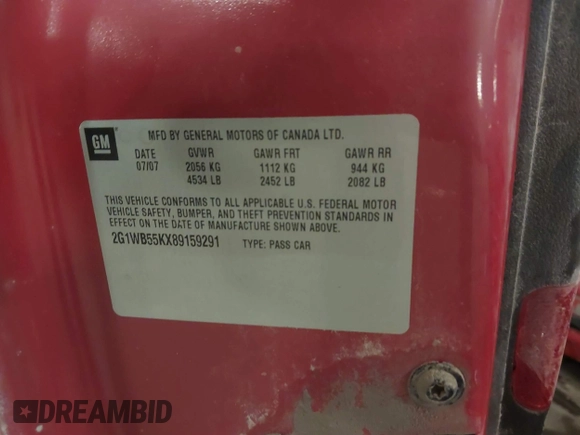 GM
MFD BY GENERAL MOTORS OF CANADA LTD.
DATE GVWR GAWR FRT GAWR RR
07/07 2056 KG 1112 KG 944 KG
4534 LB 2452 LB 2082 LB
THIS VEHICLE CONFORMS TO ALL APPLICABLE U.S. FEDERAL MOTOR
VEHICLE SAFETY, BUMPER, AND THEFT PREVENTION STANDARDS IN
EFFECT ON THE DATE OF MANUFACTURE SHOWN ABOVE.
2G1WB55KX89159291 TYPE: PASS CAR
DREAMBID